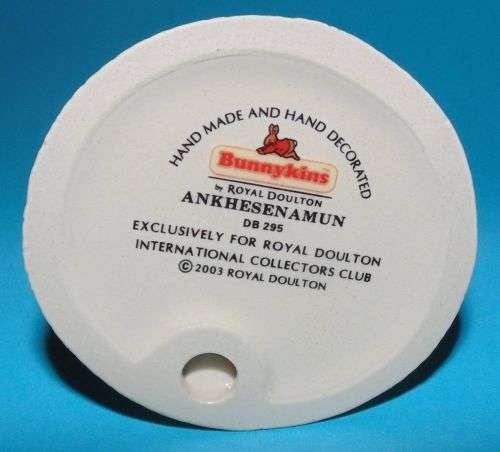 HAND MADE AND HAND DECORATED
Bunnykins
by ROYAL DOULTON
ANKHESENAMUN
DB 295
EXCLUSIVELY FOR ROYAL DOULTON
INTERNATIONAL COLLECTORS CLUB
© 2003 ROYAL DOULTON